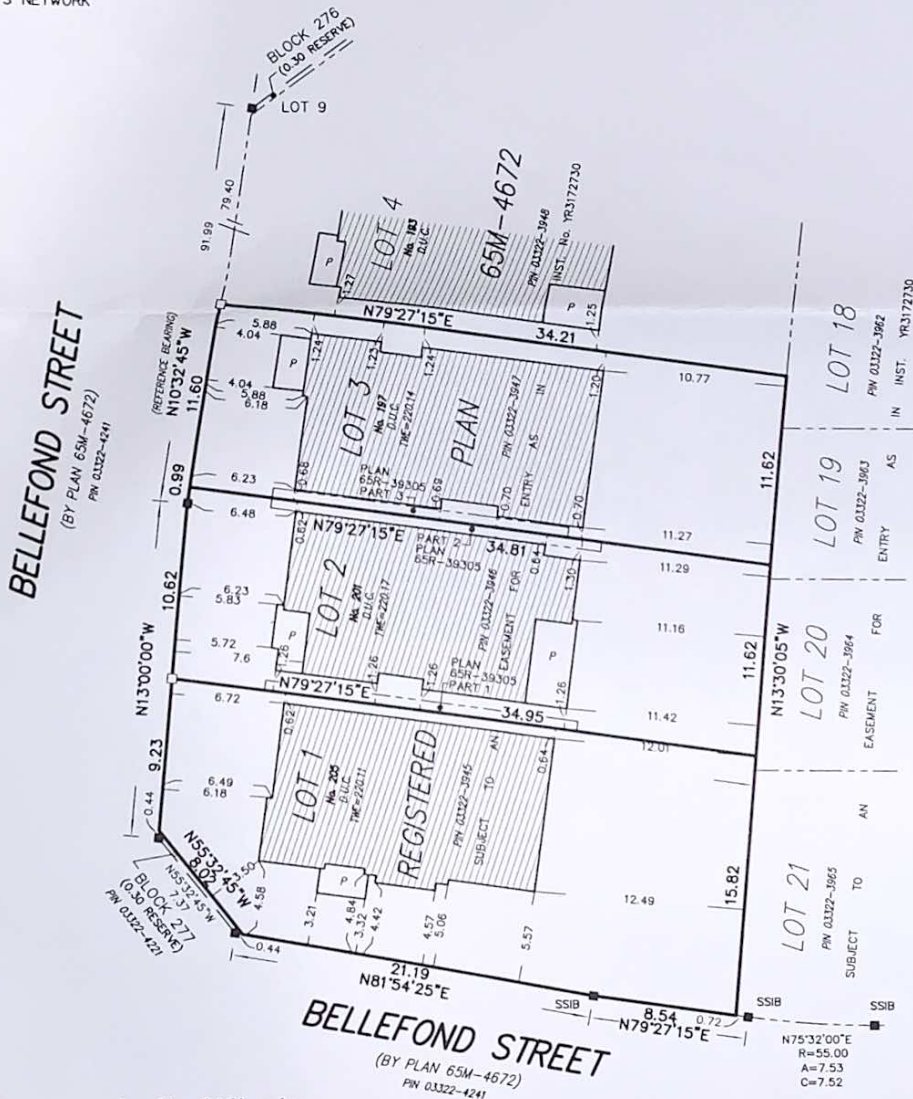 S NETWORK
BLOCK 276
(0.30 RESERVE)
LOT 9
79.40
91.99
LOT 4
No. 193
D.U.C.
65M-4672
PIN 03322-3948
INST. No. YR3172730
P
1.27
P
1.25
N79°27'15"E
34.21
BELLEFOND STREET
(BY PLAN 65M-4672)
PIN 03322-4241
(REFERENCE BEARING)
N10°32'45"W
11.60
0.99
5.88
4.04
1.24
1.23
1.24
1.20
10.77
P
4.04
5.88
6.18
LOT 3
No. 197
D.U.C.
TWE=220.14
PLAN
PIN 03322-3947
ENTRY AS IN
11.62
6.23
0.68
PLAN
65R-39305
PART 3
0.69
0.70
0.70
11.27
6.48
N79°27'15"E
34.81
0.62
PART 2
PLAN
65R-39305
0.64
1.30
11.29
10.62
N13°00'00"W
6.23
5.83
5.72
7.6
P
LOT 2
No. 201
D.U.C.
TWE=220.17
PIN 03322-3946
EASEMENT FOR
P
11.16
11.62
N13°30'05"W
1.26
1.26
1.26
1.26
PLAN
65R-39305
PART 1
N79°27'15"E
34.95
11.42
12.01
6.72
0.62
0.64
9.23
6.49
6.18
0.44
LOT 1
No. 205
D.U.C.
TWE=220.11
REGISTERED
PIN 03322-3945
SUBJECT TO AN
P
12.49
15.82
N55°32'45"W
8.02
7.50
N55°32'45"W
7.37
BLOCK 277
(0.30 RESERVE)
PIN 03322-4221
4.58
0.44
3.21
4.84
3.32
4.42
4.57
5.06
5.57
21.19
N81°54'25"E
SSIB
8.54
0.72
N79°27'15"E
SSIB
SSIB
N75°32'00"E
R=55.00
A=7.53
C=7.52
BELLEFOND STREET
(BY PLAN 65M-4672)
PIN 03322-4241
LOT 18
PIN 03322-3962
IN INST. YR3172730
LOT 19
PIN 03322-3963
ENTRY AS
LOT 20
PIN 03322-3964
EASEMENT FOR
LOT 21
PIN 03322-3965
SUBJECT TO AN